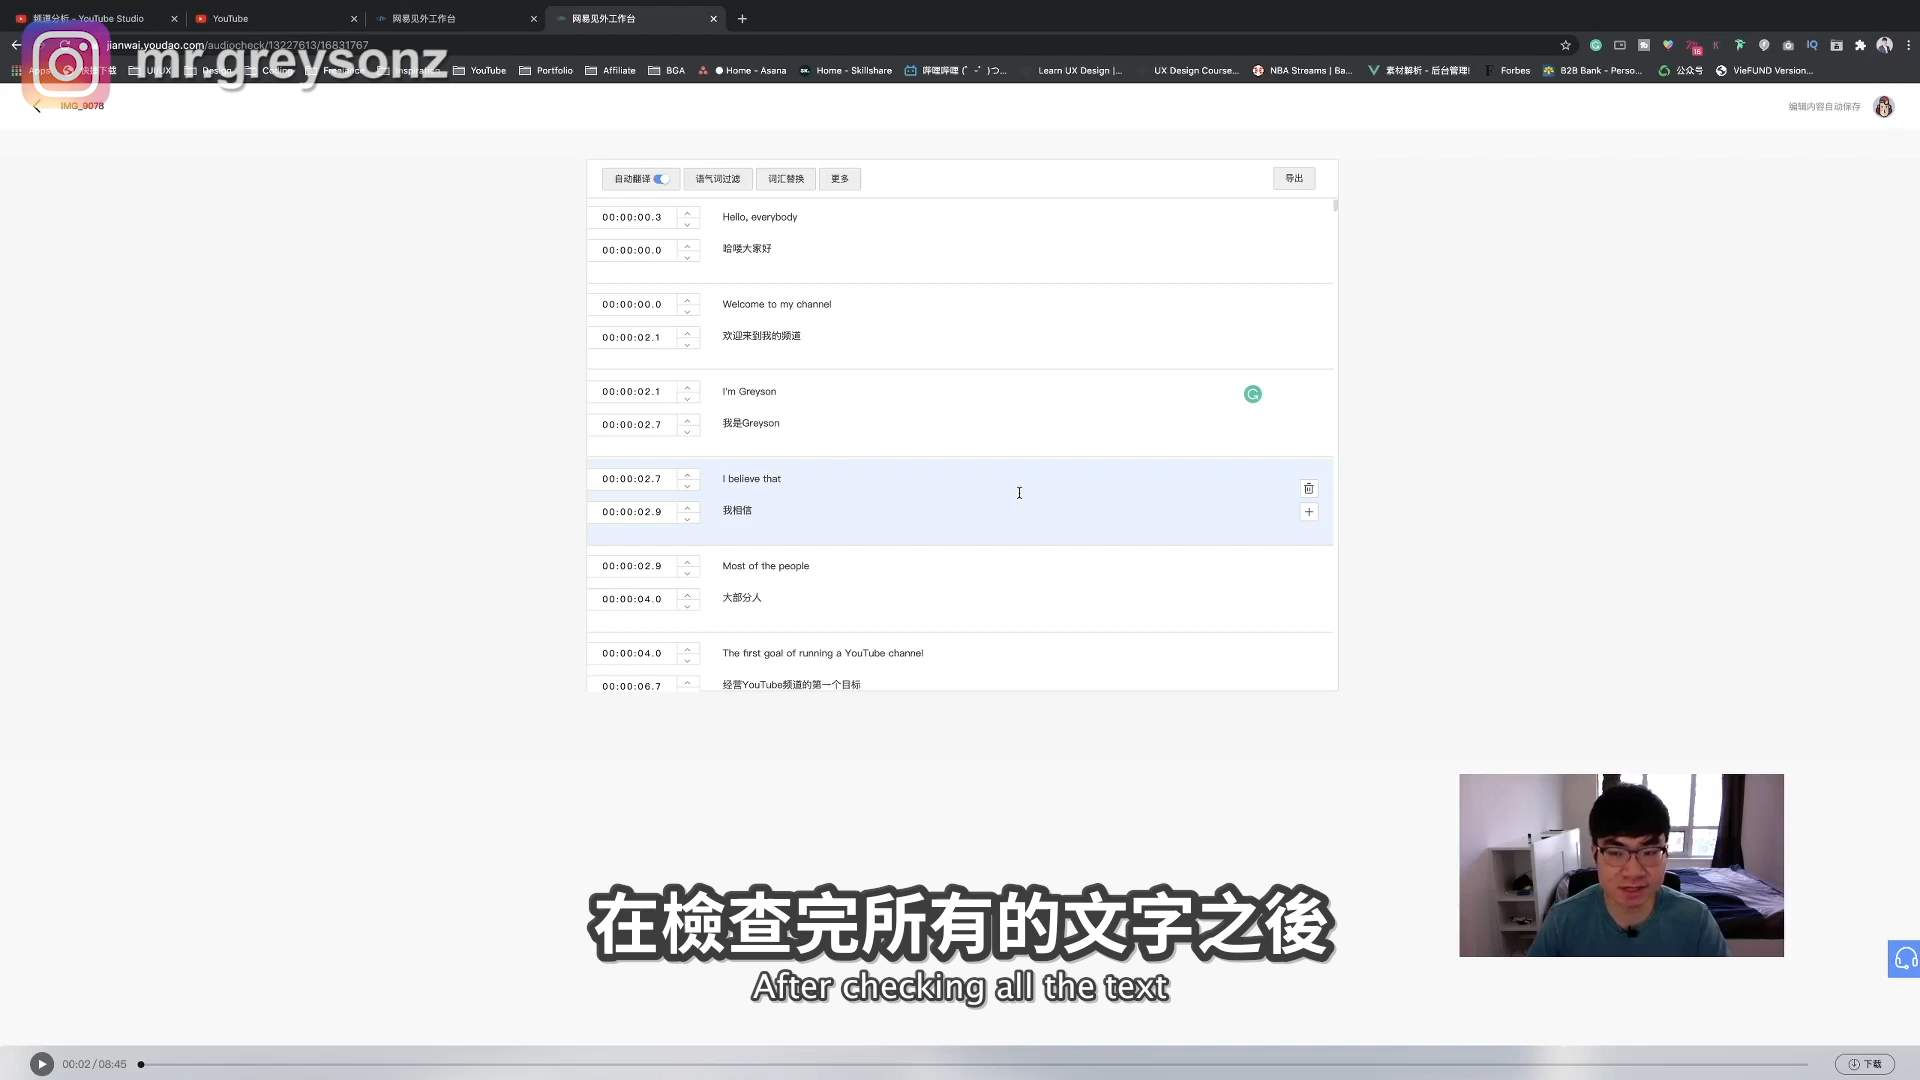 频道分析 - YouTube Studio
YouTube
网易见外工作台
网易见外工作台
jianwai.youdao.com/audiocheck/13227613/16831767
mr.greysonz
Apps
UI/UX
Design
Coding
YouTube
Portfolio
Affiliate
BGA
Home - Asana
Home - Skillshare
哔哩哔哩 (゜-゜)つ...
Learn UX Design |...
UX Design Course...
NBA Streams | Ba...
素材解析 - 后台管理!
Forbes
B2B Bank - Perso...
公众号
VieFUND Version...
IMG_9078
编辑内容自动保存
自动翻译
语气词过滤
词汇替换
更多
导出
00:00:00.3
Hello, everybody
00:00:00.0
哈喽大家好
00:00:00.0
Welcome to my channel
00:00:02.1
欢迎来到我的频道
00:00:02.1
I'm Greyson
00:00:02.7
我是Greyson
00:00:02.7
I believe that
00:00:02.9
我相信
00:00:02.9
Most of the people
00:00:04.0
大部分人
00:00:04.0
The first goal of running a YouTube channel
00:00:06.7
经营YouTube频道的第一个目标
在檢查完所有的文字之後
After checking all the text
00:02/08:45
下载